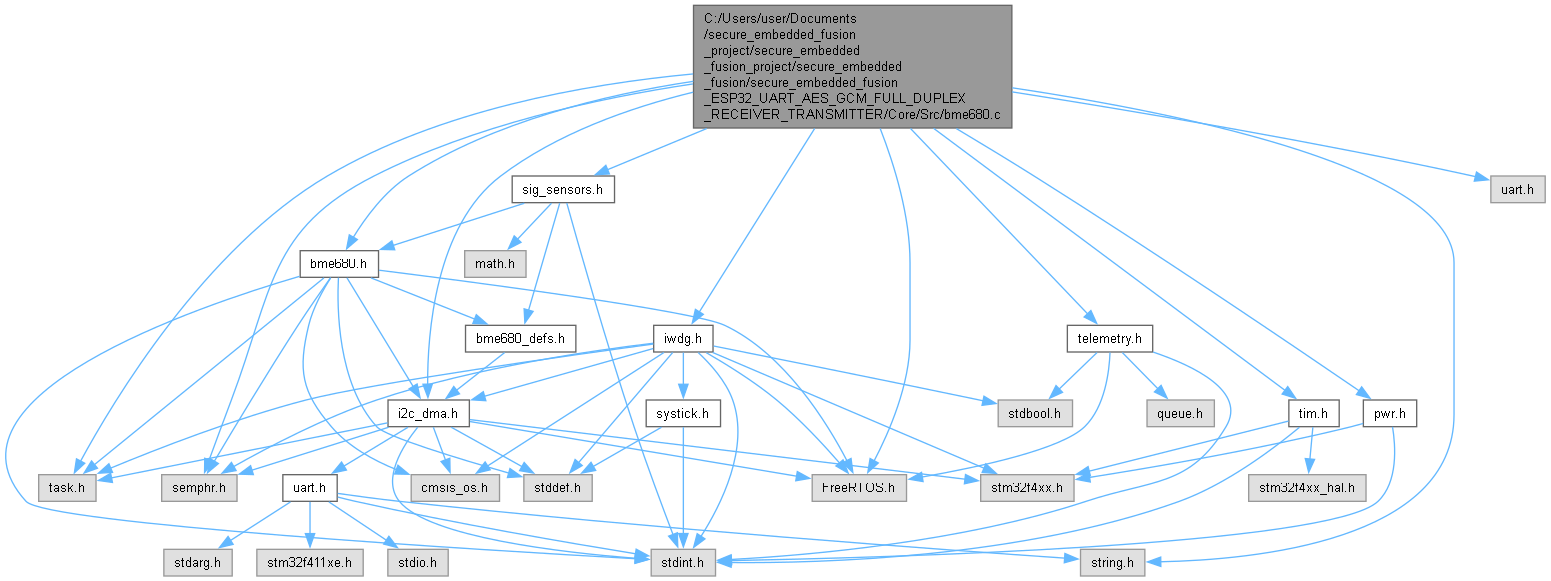 C:/Users/user/Documents
/secure_embedded_fusion
_project/secure_embedded
_fusion_project/secure_embedded
_fusion/secure_embedded_fusion
_ESP32_UART_AES_GCM_FULL_DUPLEX
_RECEIVER_TRANSMITTER/Core/Src/bme680.c
sig_sensors.h
uart.h
bme680.h
math.h
bme680_defs.h
iwdg.h
telemetry.h
i2c_dma.h
systick.h
stdbool.h
queue.h
tim.h
pwr.h
task.h
semphr.h
uart.h
cmsis_os.h
stddef.h
FreeRTOS.h
stm32f4xx.h
stm32f4xx_hal.h
stdarg.h
stm32f411xe.h
stdio.h
stdint.h
string.h